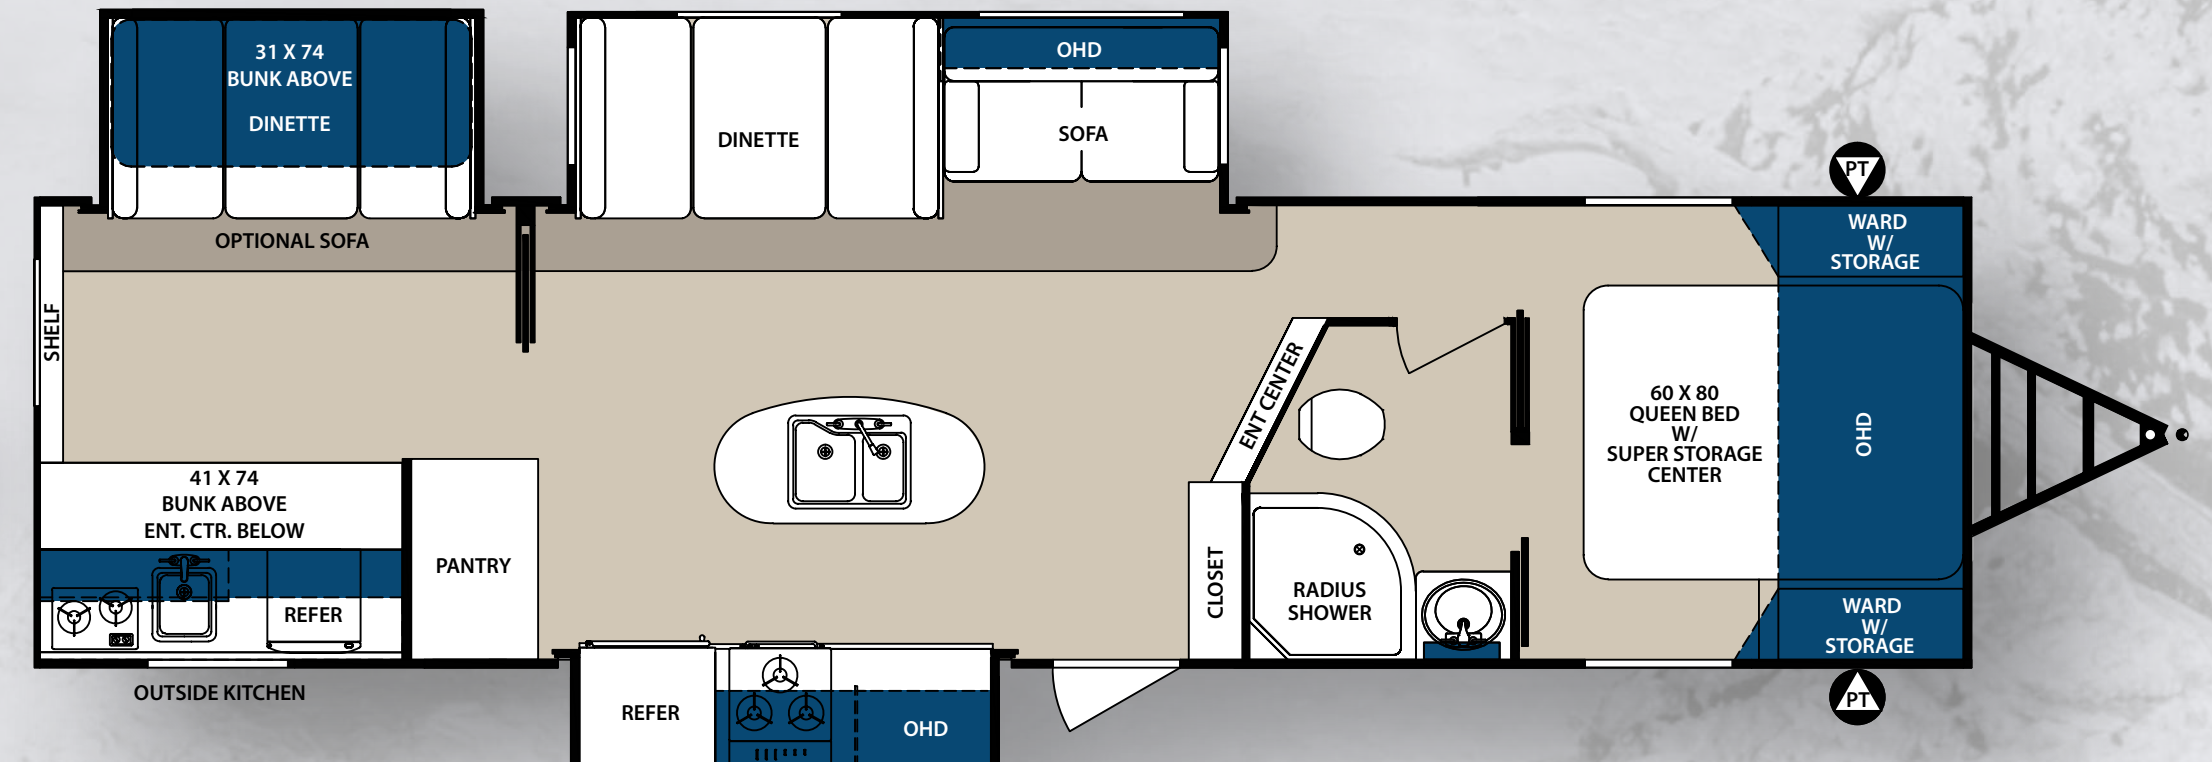 31 X 74
BUNK ABOVE
DINETTE
OPTIONAL SOFA
SHELF
41 X 74
BUNK ABOVE
ENT. CTR. BELOW
REFER
OUTSIDE KITCHEN
PANTRY
DINETTE
OHD
SOFA
REFER
OHD
ENT CENTER
CLOSET
RADIUS
SHOWER
60 X 80
QUEEN BED
W/
SUPER STORAGE
CENTER
OHD
WARD
W/
STORAGE
WARD
W/
STORAGE
PT
PT